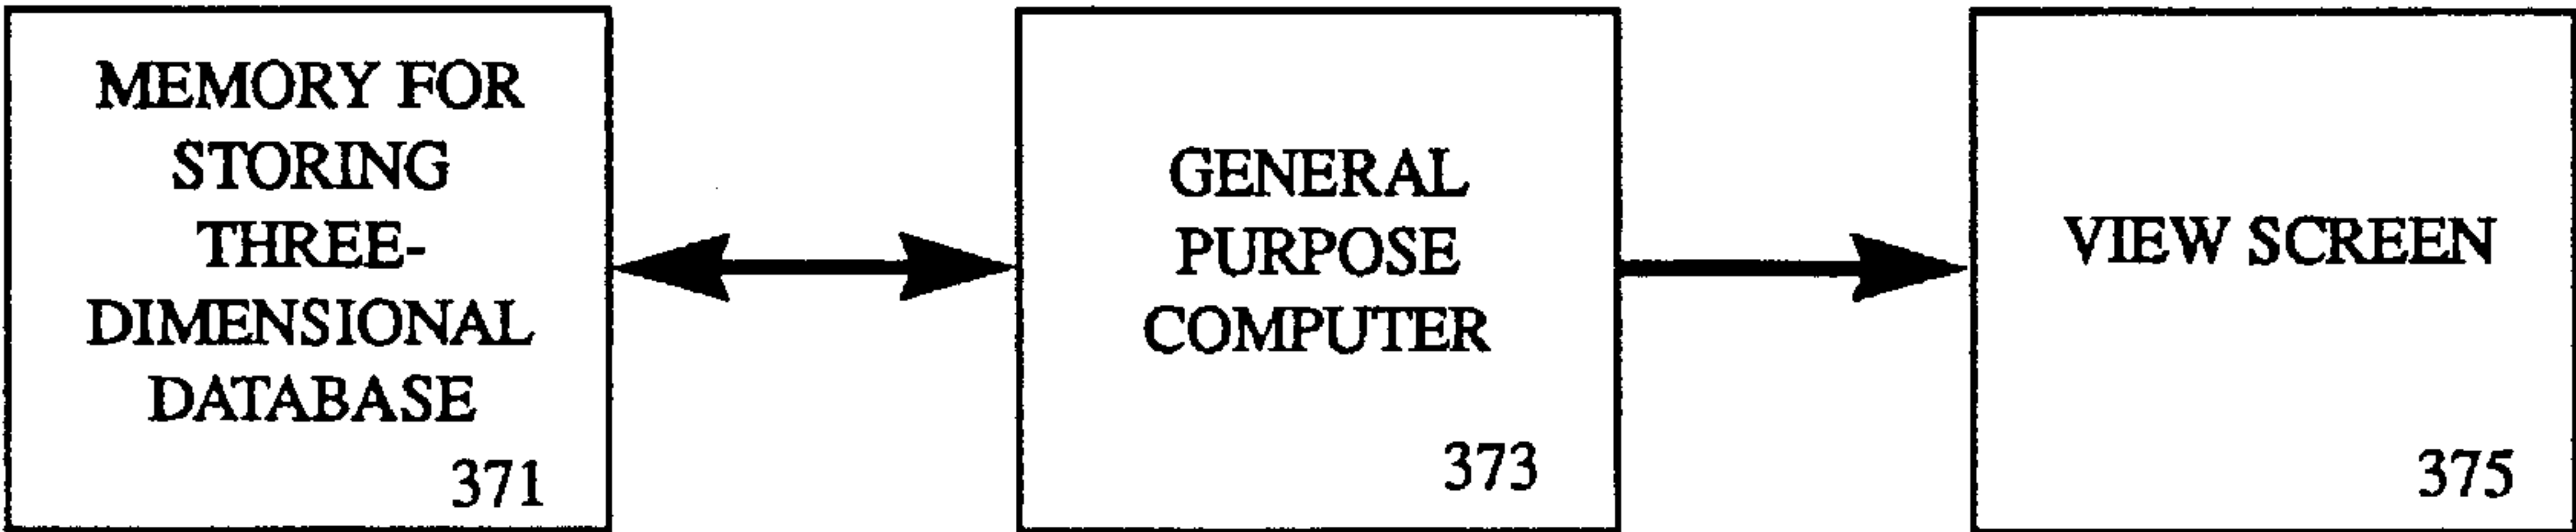 MEMORY FOR
STORING
THREE-
DIMENSIONAL
DATABASE
371
GENERAL
PURPOSE
COMPUTER
373
VIEW SCREEN
375